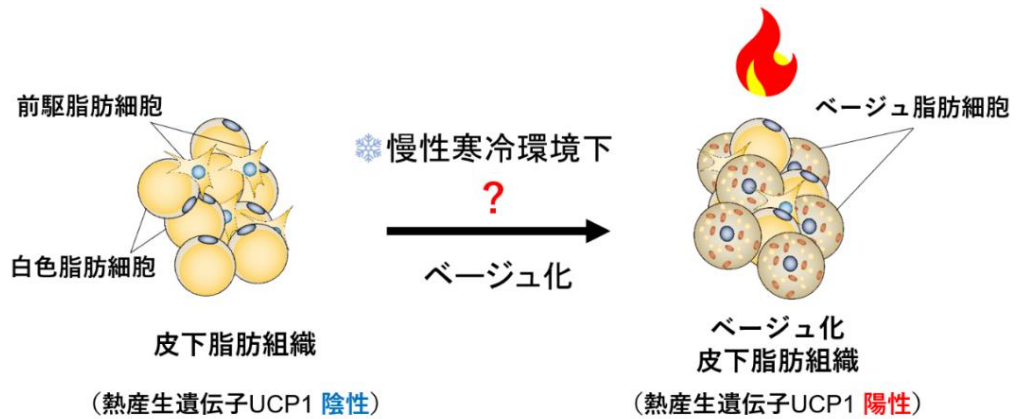 前駆脂肪細胞
白色脂肪細胞
皮下脂肪組織
（熱産生遺伝子UCP1 陰性）
慢性寒冷環境下
?
ベージュ化
ベージュ脂肪細胞
ベージュ化
皮下脂肪組織
（熱産生遺伝子UCP1 陽性）